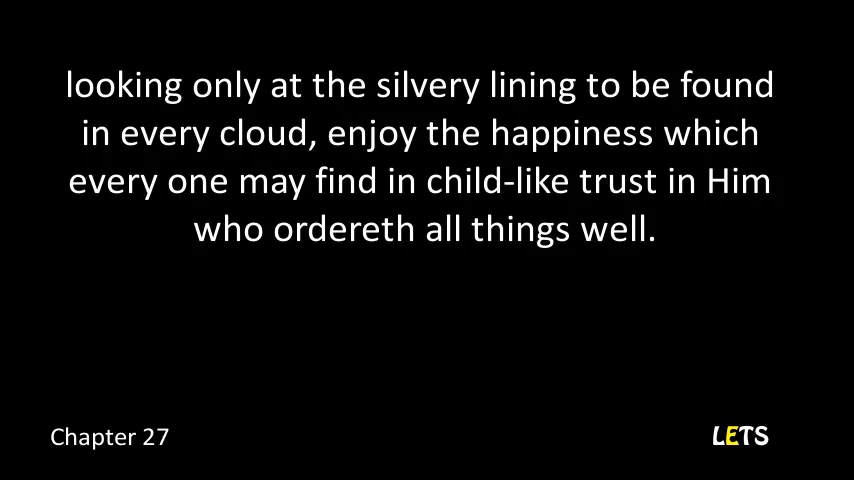 looking only at the silvery lining to be found
in every cloud, enjoy the happiness which
every one may find in child-like trust in Him
who ordereth all things well.
Chapter 27
LETS